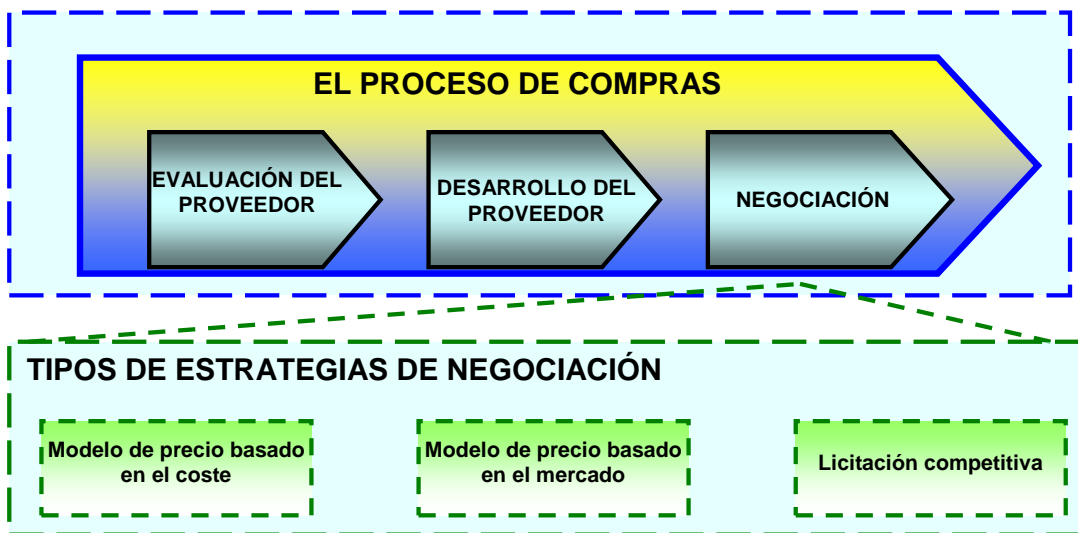 EL PROCESO DE COMPRAS
EVALUACIÓN DEL
PROVEEDOR
DESARROLLO DEL
PROVEEDOR
NEGOCIACIÓN
TIPOS DE ESTRATEGIAS DE NEGOCIACIÓN
Modelo de precio basado
en el coste
Modelo de precio basado
en el mercado
Licitación competitiva